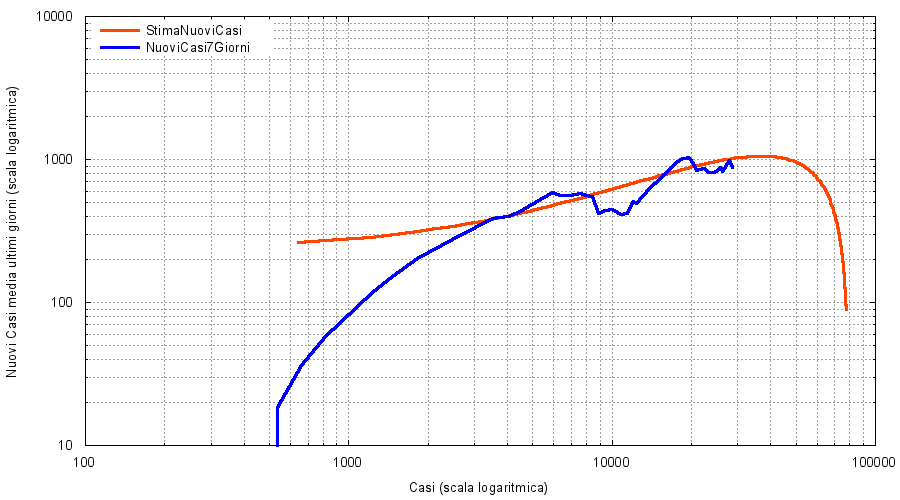 10000
StimaNuoviCasi
NuoviCasi7Giorni
1000
100
10
Nuovi Casi media ultimi giorni (scala logaritmica)
100
1000
10000
100000
Casi (scala logaritmica)